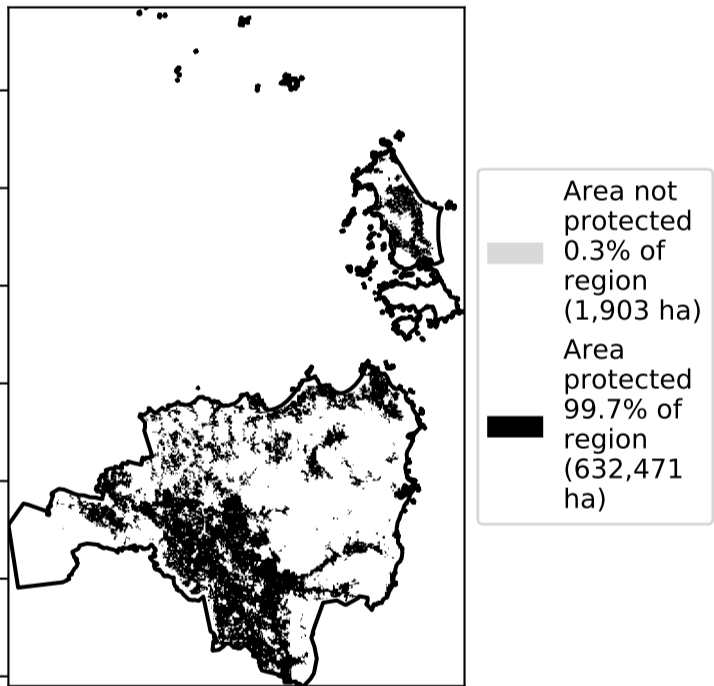 Area not
protected
0.3% of
region
(1,903 ha)
Area
protected
99.7% of
region
(632,471
ha)